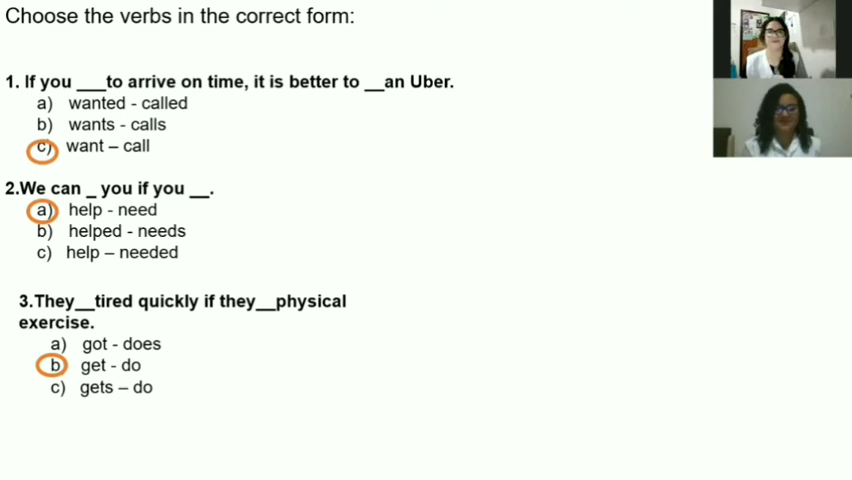 Choose the verbs in the correct form:
1. If you ___to arrive on time, it is better to __an Uber.
a) wanted - called
b) wants - calls
c) want – call
2.We can _ you if you __.
a) help - need
b) helped - needs
c) help – needed
3.They__tired quickly if they__physical
exercise.
a) got - does
b get - do
c) gets – do